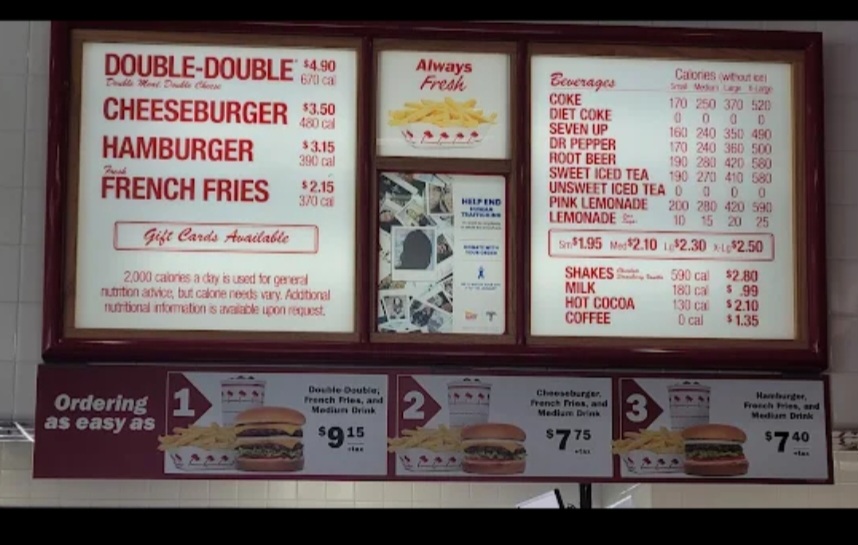 DOUBLE-DOUBLE $4.90
Double Meat Double Cheese 670 cal
CHEESEBURGER $3.50
480 cal
HAMBURGER $3.15
390 cal
Fresh
FRENCH FRIES $2.15
370 cal
Gift Cards Available
2,000 calories a day is used for general
nutrition advice, but calorie needs vary. Additional
nutritional information is available upon request.
Always
Fresh
HELP END
HUMAN
TRAFFICKING
DONATE WITH
YOUR ORDER
Beverages Calories (without ice)
Small Medium Large X-Large
COKE 170 250 370 520
DIET COKE 0 0 0 0
SEVEN UP 160 240 350 490
DR PEPPER 170 240 360 500
ROOT BEER 190 280 420 580
SWEET ICED TEA 190 270 410 580
UNSWEET ICED TEA 0 0 0 0
PINK LEMONADE 200 280 420 590
LEMONADE 10 15 20 25
Sm $1.95 Med $2.10 Lg $2.30 X-Lg $2.50
SHAKES Chocolate Strawberry Vanilla 590 cal $2.80
MILK 180 cal $ .99
HOT COCOA 130 cal $2.10
COFFEE 0 cal $1.35
Ordering
as easy as
1
Double-Double,
French Fries, and
Medium Drink
$9.15
+tax
2
Cheeseburger,
French Fries, and
Medium Drink
$7.75
+tax
3
Hamburger,
French Fries, and
Medium Drink
$7.40
+tax